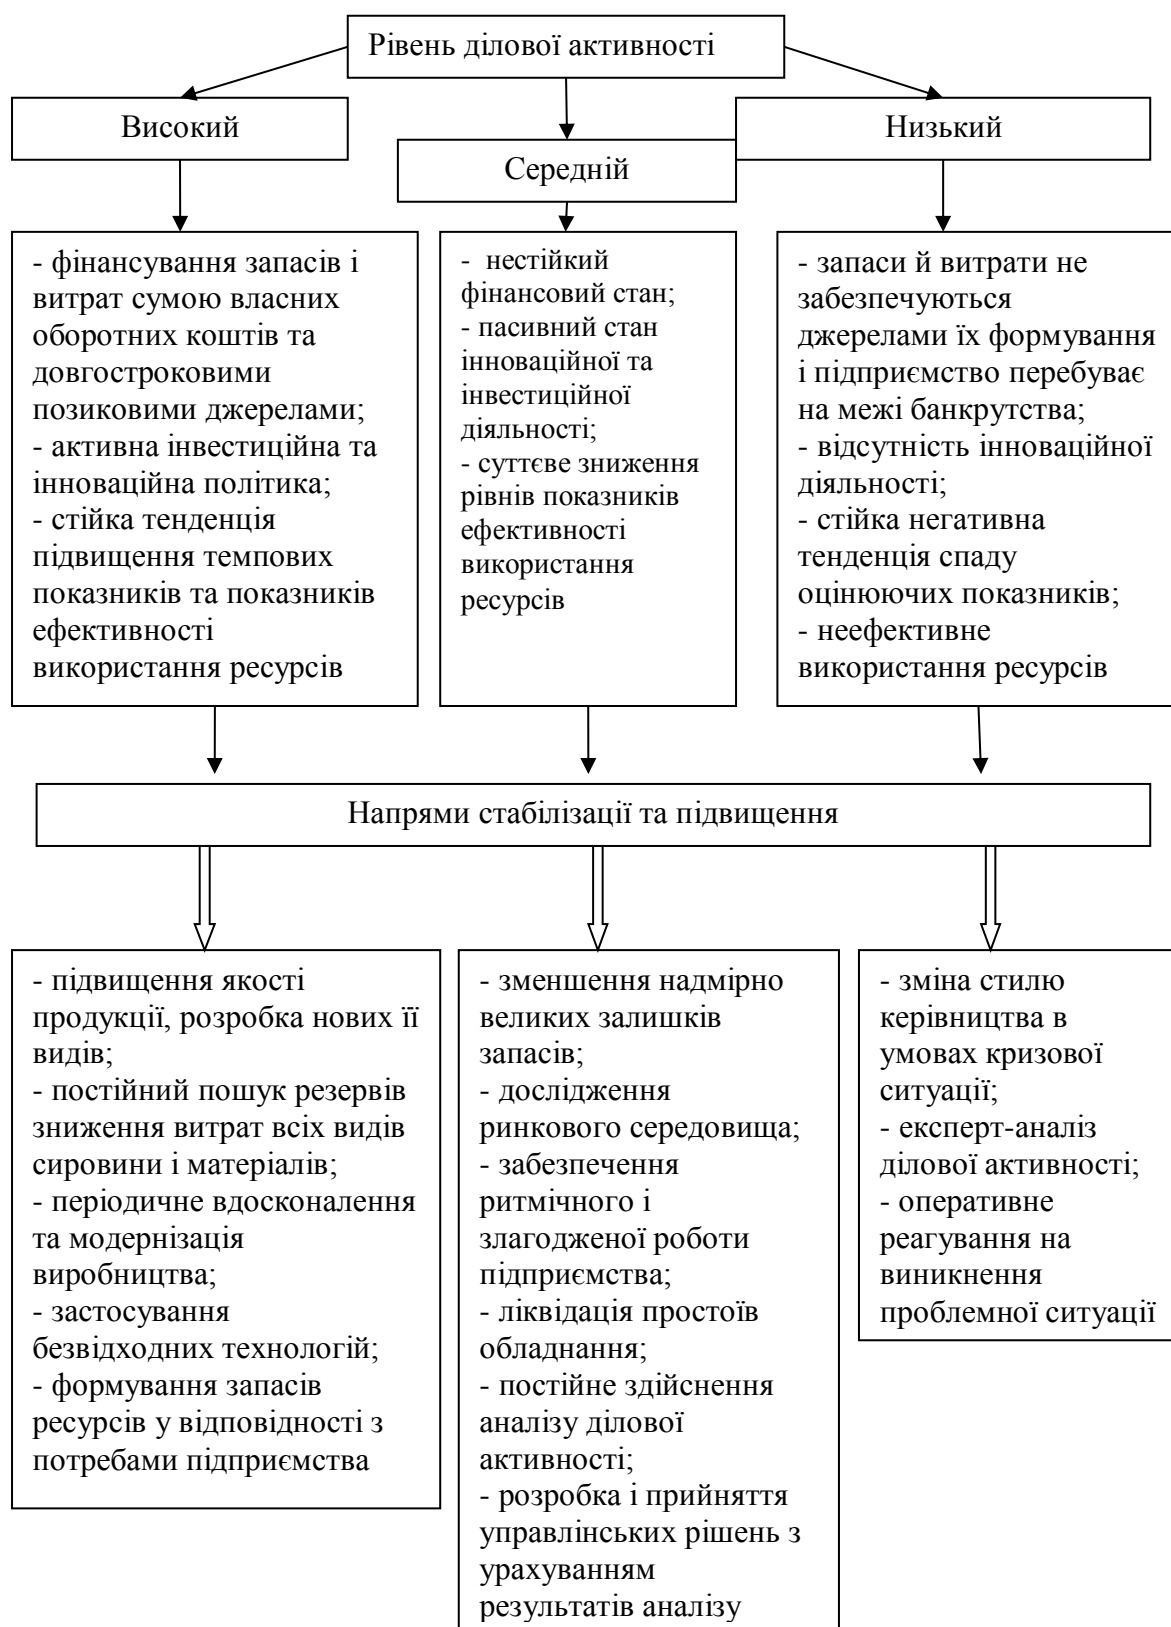 Рівень ділової активності
Високий
Середній
Низький
- фінансування запасів і
витрат сумою власних
оборотних коштів та
довгостроковими
позиковими джерелами;
- активна інвестиційна та
інноваційна політика;
- стійка тенденція
підвищення темпових
показників та показників
ефективності
використання ресурсів
- нестійкий
фінансовий стан;
- пасивний стан
інноваційної та
інвестиційної
діяльності;
- суттєве зниження
рівнів показників
ефективності
використання
ресурсів
- запаси й витрати не
забезпечуються
джерелами їх формування
і підприємство перебуває
на межі банкрутства;
- відсутність інноваційної
діяльності;
- стійка негативна
тенденція спаду
оцінюючих показників;
- неефективне
використання ресурсів
Напрями стабілізації та підвищення
- підвищення якості
продукції, розробка нових її
видів;
- постійний пошук резервів
зниження витрат всіх видів
сировини і матеріалів;
- періодичне вдосконалення
та модернізація
виробництва;
- застосування
безвідходних технологій;
- формування запасів
ресурсів у відповідності з
потребами підприємства
- зменшення надмірно
великих залишків
запасів;
- дослідження
ринкового середовища;
- забезпечення
ритмічного і
злагодженої роботи
підприємства;
- ліквідація простоїв
обладнання;
- постійне здійснення
аналізу ділової
активності;
- розробка і прийняття
управлінських рішень з
урахуванням
результатів аналізу
- зміна стилю
керівництва в
умовах кризової
ситуації;
- експерт-аналіз
ділової активності;
- оперативне
реагування на
виникнення
проблемної ситуації